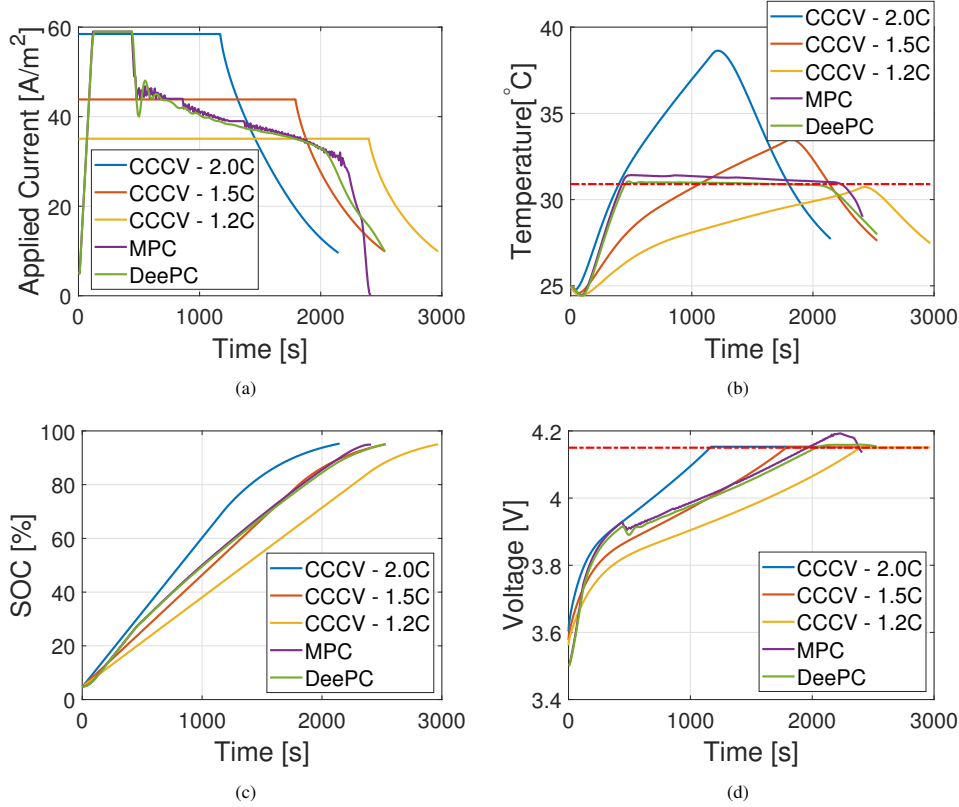 60
40
20
0
0
1000
2000
3000
Applied Current [A/m²]
Time [s]
CCCV - 2.0C
CCCV - 1.5C
CCCV - 1.2C
MPC
DeePC
(a)
40
35
30
25
0
1000
2000
3000
Temperature[°C]
Time [s]
CCCV - 2.0C
CCCV - 1.5C
CCCV - 1.2C
MPC
DeePC
(b)
100
80
60
40
20
0
0
1000
2000
3000
SOC [%]
Time [s]
CCCV - 2.0C
CCCV - 1.5C
CCCV - 1.2C
MPC
DeePC
(c)
4.2
4
3.8
3.6
3.4
0
1000
2000
3000
Voltage [V]
Time [s]
CCCV - 2.0C
CCCV - 1.5C
CCCV - 1.2C
MPC
DeePC
(d)